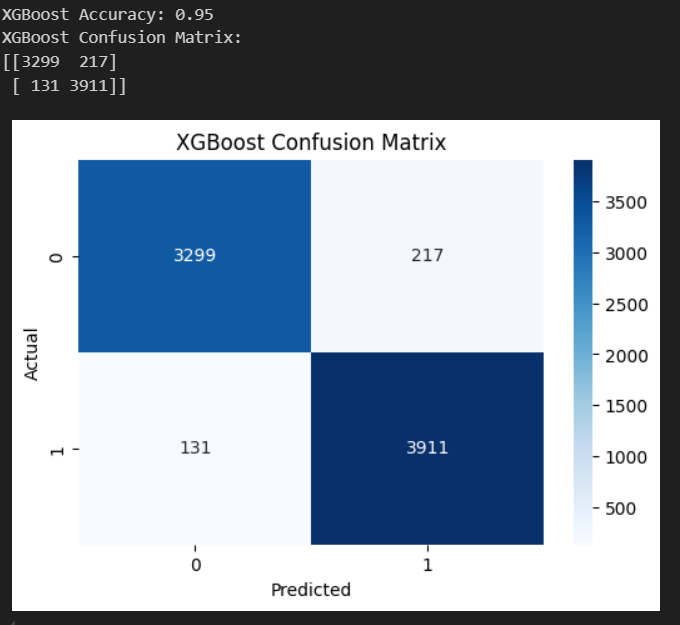 XGBoost Accuracy: 0.95
XGBoost Confusion Matrix:
[[3299  217]
 [ 131 3911]]
XGBoost Confusion Matrix
3500
3000
2500
2000
1500
1000
500
Actual
0
3299 217
1
131 3911
0 1
Predicted